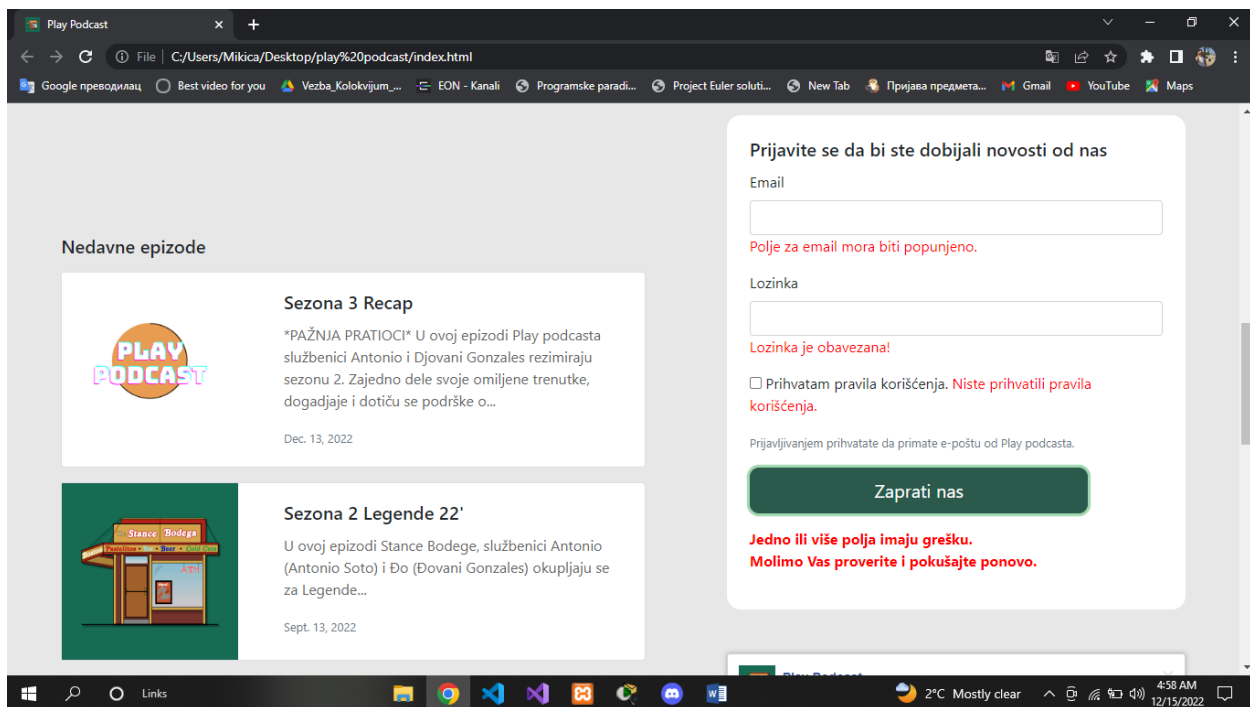 Play Podcast
File
C:/Users/Mikica/Desktop/play%20podcast/index.html
Google преводилац
Best video for you
Vezba_Kolokvijum_...
EON - Kanali
Programske paradi...
Project Euler soluti...
New Tab
Пријава предмета...
Gmail
YouTube
Maps
Nedavne epizode
PLAY
PODCAST
Sezona 3 Recap
*PAŽNJA PRATIOCI* U ovoj epizodi Play podcasta
službenici Antonio i Djovani Gonzales rezimiraju
sezonu 2. Zajedno dele svoje omiljene trenutke,
dogadjaje i dotiču se podrške o...
Dec. 13, 2022
Stance Bodega
Beer • Cold Cuts
ATM
Sezona 2 Legende 22'
U ovoj epizodi Stance Bodege, službenici Antonio
(Antonio Soto) i Đo (Đovani Gonzales) okupljaju se
za Legende...
Sept. 13, 2022
Prijavite se da bi ste dobijali novosti od nas
Email
Polje za email mora biti popunjeno.
Lozinka
Lozinka je obavezana!
Prihvatam pravila korišćenja. Niste prihvatili pravila
korišćenja.
Prijavljivanjem prihvatate da primate e-poštu od Play podcasta.
Zaprati nas
Jedno ili više polja imaju grešku.
Molimo Vas proverite i pokušajte ponovo.
Play Podcast
Links
2°C Mostly clear
4:58 AM
12/15/2022